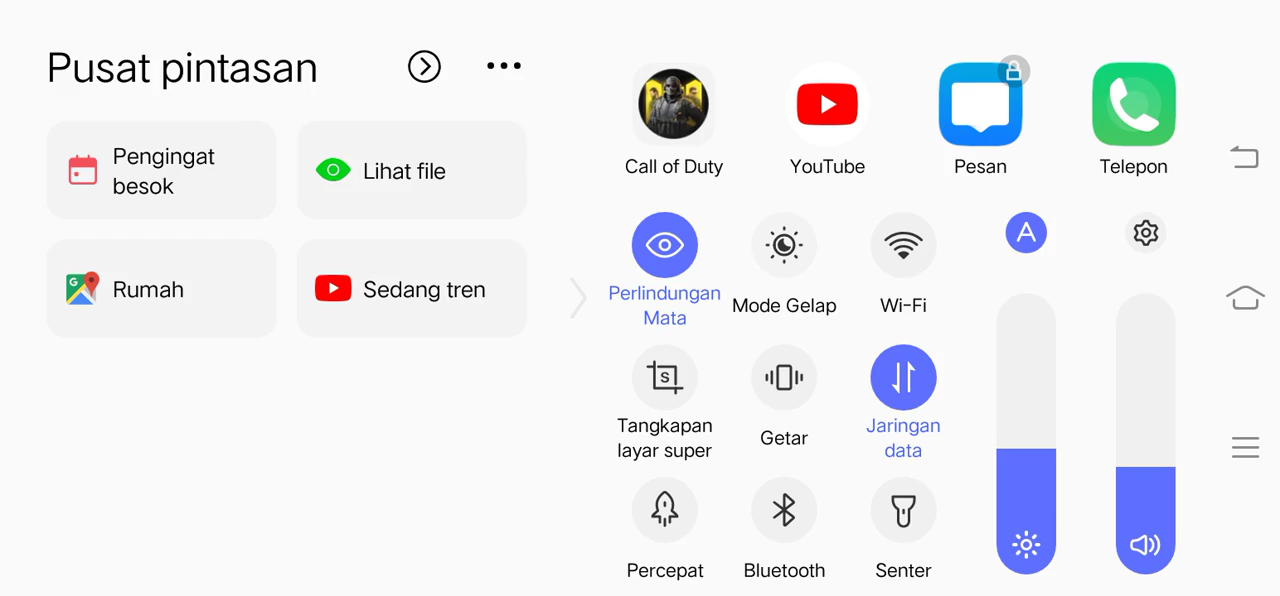 Pusat pintasan
Pengingat
besok
Lihat file
Rumah
Sedang tren
Call of Duty
YouTube
Pesan
Telepon
Perlindungan
Mata
Mode Gelap
Wi-Fi
A
Tangkapan
layar super
Getar
Jaringan
data
Percepat
Bluetooth
Senter